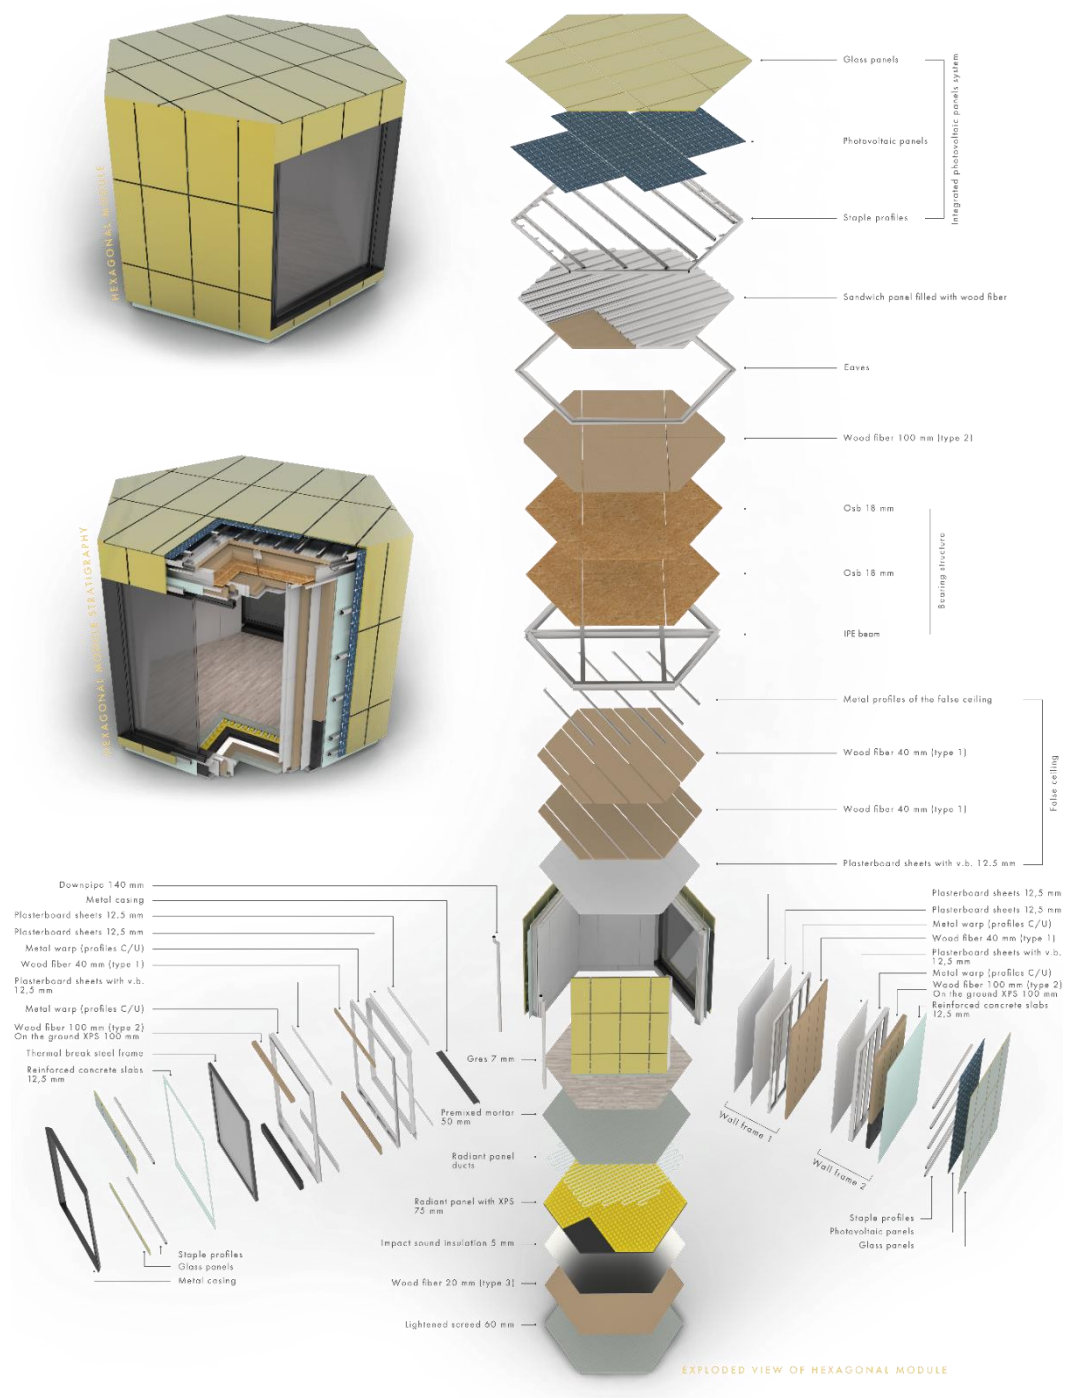 HEXAGONAL MODULE
Glass panels
Photovoltaic panels
Staple profiles
Integrated photovoltaic panels system
Sandwich panel filled with wood fiber
Eaves
Wood fiber 100 mm (type 2)
Osb 18 mm
Osb 18 mm
IPE beam
Bearing structure
HEXAGONAL MODULE STRATIGRAPHY
Metal profiles of the false ceiling
Wood fiber 40 mm (type 1)
Wood fiber 40 mm (type 1)
Plasterboard sheets with v.b. 12.5 mm
False ceiling
Downpipe 140 mm
Metal casing
Plasterboard sheets 12,5 mm
Plasterboard sheets 12,5 mm
Metal warp (profiles C/U)
Wood fiber 40 mm (type 1)
Plasterboard sheets with v.b.
12,5 mm
Metal warp (profiles C/U)
Wood fiber 100 mm (type 2)
On the ground XPS 100 mm
Thermal break steel frame
Reinforced concrete slabs
12,5 mm
Staple profiles
Glass panels
Metal casing
Plasterboard sheets 12,5 mm
Plasterboard sheets 12,5 mm
Metal warp (profiles C/U)
Wood fiber 40 mm (type 1)
Plasterboard sheets with v.b.
12,5 mm
Metal warp (profiles C/U)
Wood fiber 100 mm (type 2)
On the ground XPS 100 mm
Reinforced concrete slabs
12,5 mm
Wall frame 1
Wall frame 2
Staple profiles
Photovoltaic panels
Glass panels
Gres 7 mm
Premixed mortar
50 mm
Radiant panel
ducts
Radiant panel with XPS
75 mm
Impact sound insulation 5 mm
Wood fiber 20 mm (type 3)
Lightened screed 60 mm
EXPLODED VIEW OF HEXAGONAL MODULE